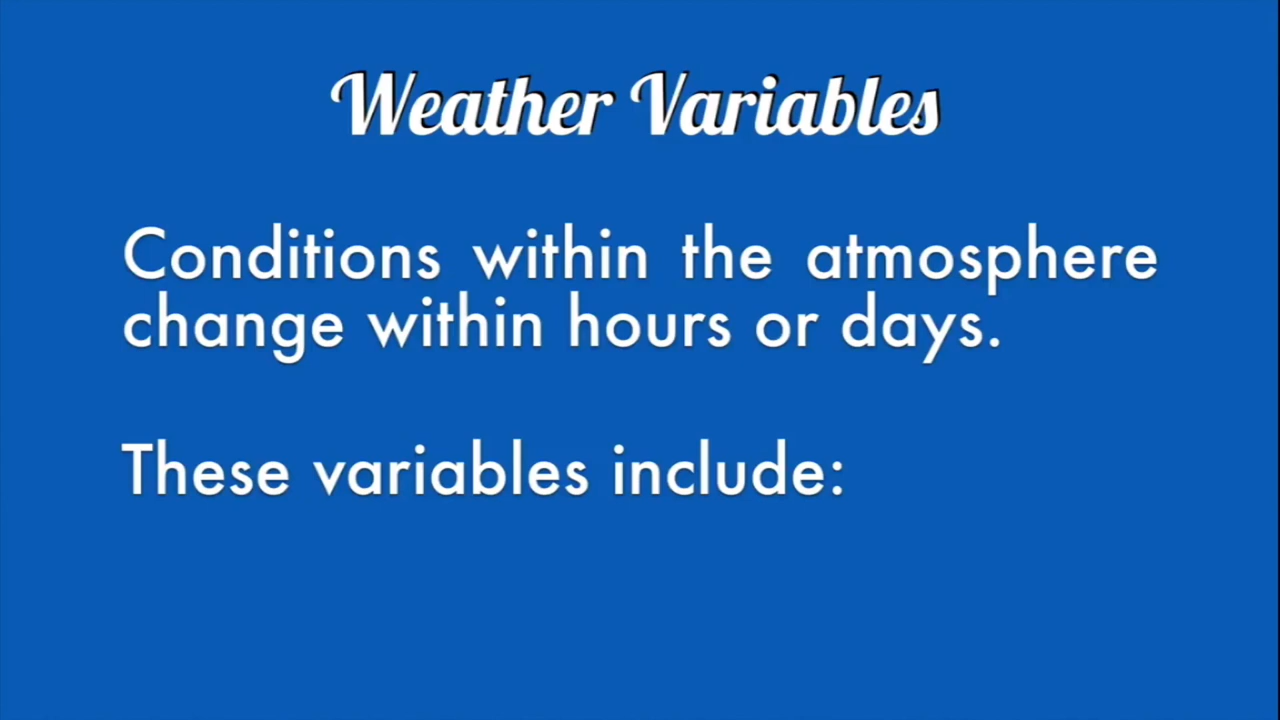 Weather Variables
Conditions within the atmosphere
change within hours or days.
These variables include: